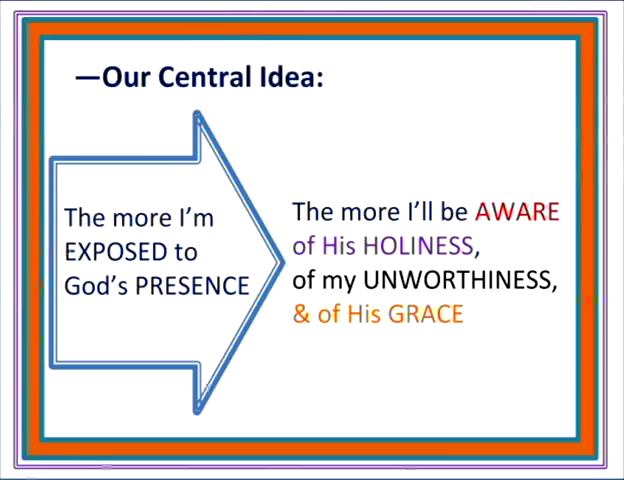 —Our Central Idea:
The more I'm
EXPOSED to
God's PRESENCE
The more I'll be AWARE
of His HOLINESS,
of my UNWORTHINESS,
& of His GRACE